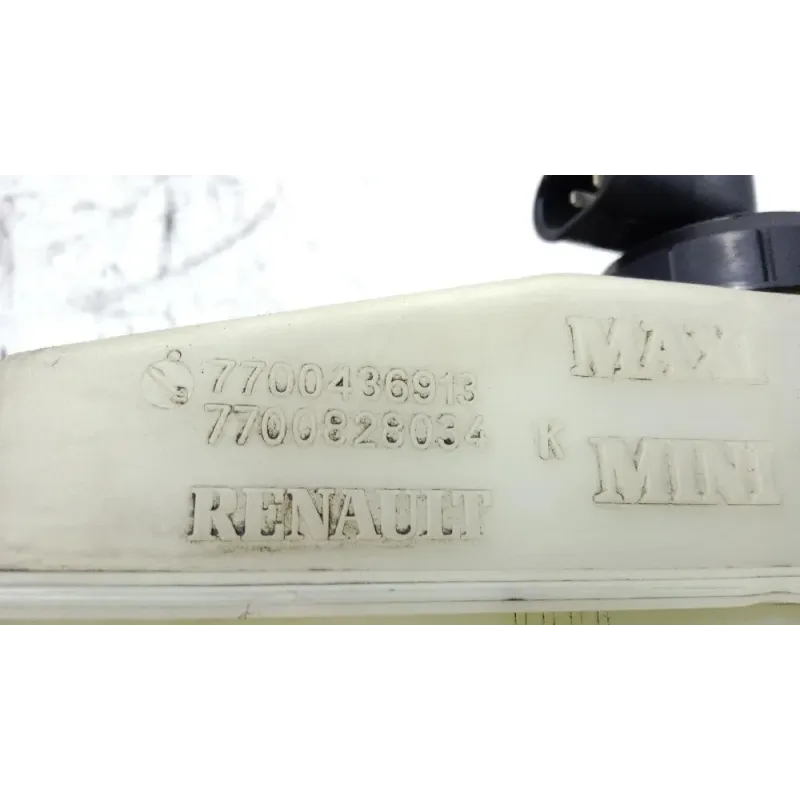 7700436913
7700828034 K
RENAULT
MAXI
MINI